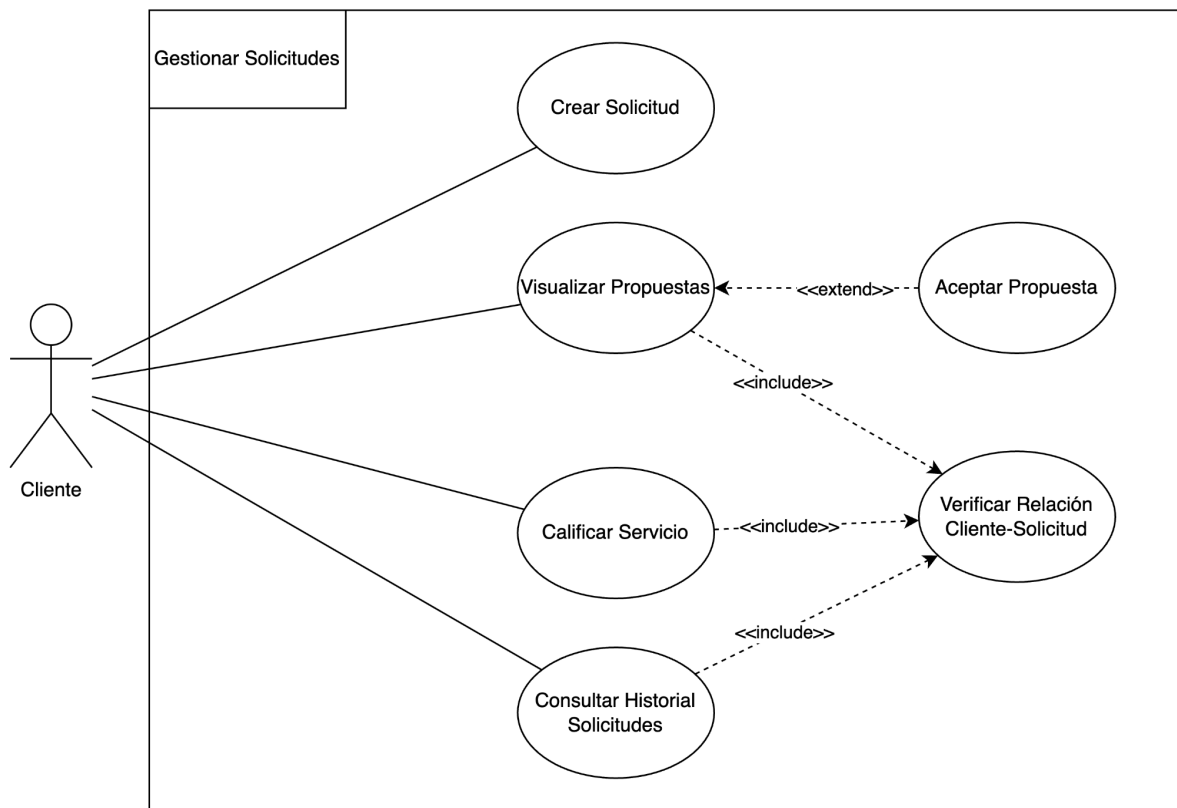 Gestionar Solicitudes
Crear Solicitud
Visualizar Propuestas
<<extend>>
Aceptar Propuesta
<<include>>
Cliente
Calificar Servicio
<<include>>
Verificar Relación
Cliente-Solicitud
<<include>>
Consultar Historial
Solicitudes